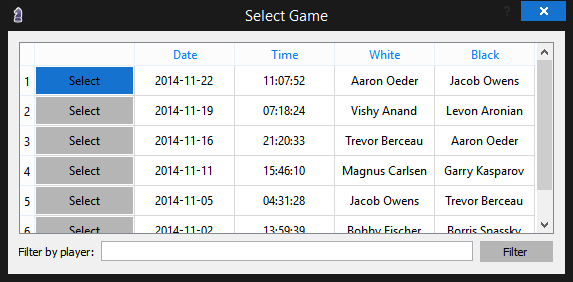 Select Game
? ×
Date Time White Black
1 Select 2014-11-22 11:07:52 Aaron Oeder Jacob Owens
2 Select 2014-11-19 07:18:24 Vishy Anand Levon Aronian
3 Select 2014-11-16 21:20:33 Trevor Berceau Aaron Oeder
4 Select 2014-11-11 15:46:10 Magnus Carlsen Garry Kasparov
5 Select 2014-11-05 04:31:28 Jacob Owens Trevor Berceau
6 Select 2014-11-02 13:59:39 Bobby Fischer Borris Spassky
Filter by player: Filter